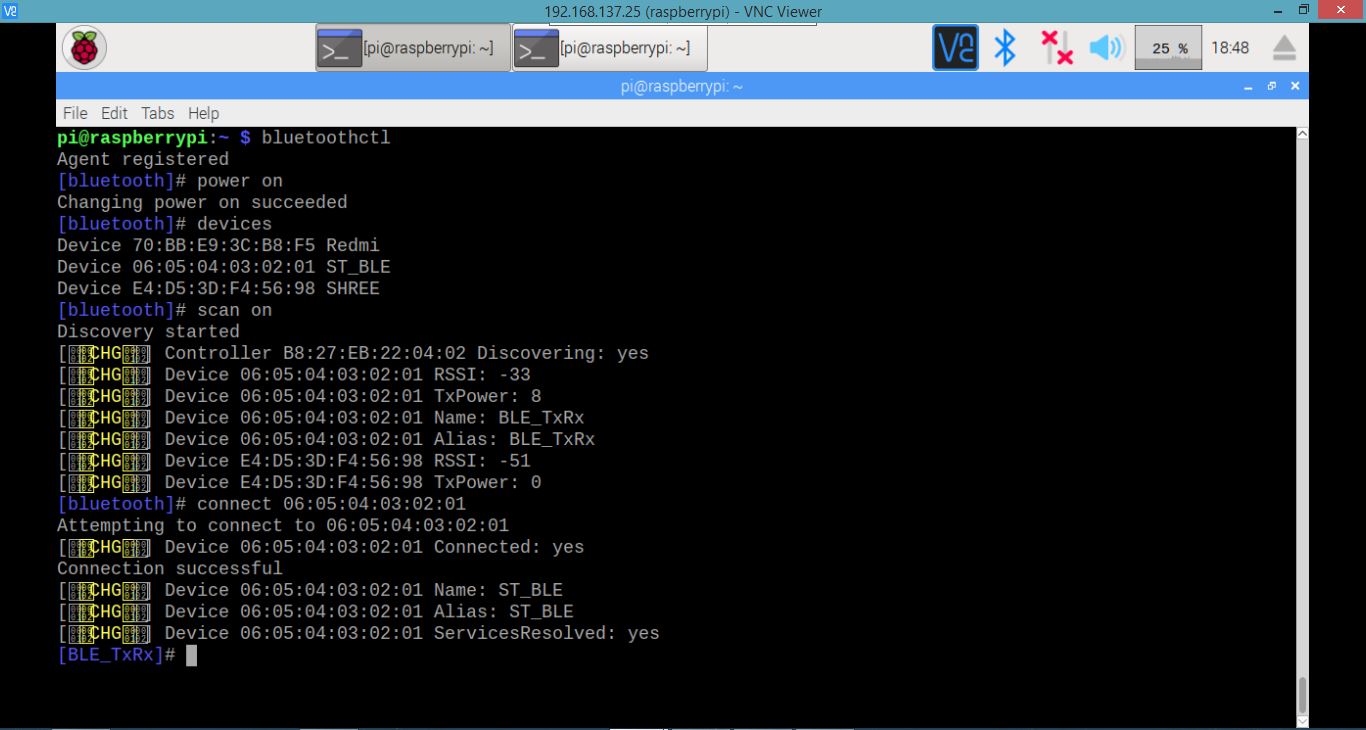 192.168.137.25 (raspberrypi) - VNC Viewer
[pi@raspberrypi: ~] [pi@raspberrypi: ~] 25 % 18:48
pi@raspberrypi: ~
File Edit Tabs Help
pi@raspberrypi:~ $ bluetoothctl
Agent registered
[bluetooth]# power on
Changing power on succeeded
[bluetooth]# devices
Device 70:BB:E9:3C:B8:F5 Redmi
Device 06:05:04:03:02:01 ST_BLE
Device E4:D5:3D:F4:56:98 SHREE
[bluetooth]# scan on
Discovery started
[CHG] Controller B8:27:EB:22:04:02 Discovering: yes
[CHG] Device 06:05:04:03:02:01 RSSI: -33
[CHG] Device 06:05:04:03:02:01 TxPower: 8
[CHG] Device 06:05:04:03:02:01 Name: BLE_TxRx
[CHG] Device 06:05:04:03:02:01 Alias: BLE_TxRx
[CHG] Device E4:D5:3D:F4:56:98 RSSI: -51
[CHG] Device E4:D5:3D:F4:56:98 TxPower: 0
[bluetooth]# connect 06:05:04:03:02:01
Attempting to connect to 06:05:04:03:02:01
[CHG] Device 06:05:04:03:02:01 Connected: yes
Connection successful
[CHG] Device 06:05:04:03:02:01 Name: ST_BLE
[CHG] Device 06:05:04:03:02:01 Alias: ST_BLE
[CHG] Device 06:05:04:03:02:01 ServicesResolved: yes
[BLE_TxRx]#